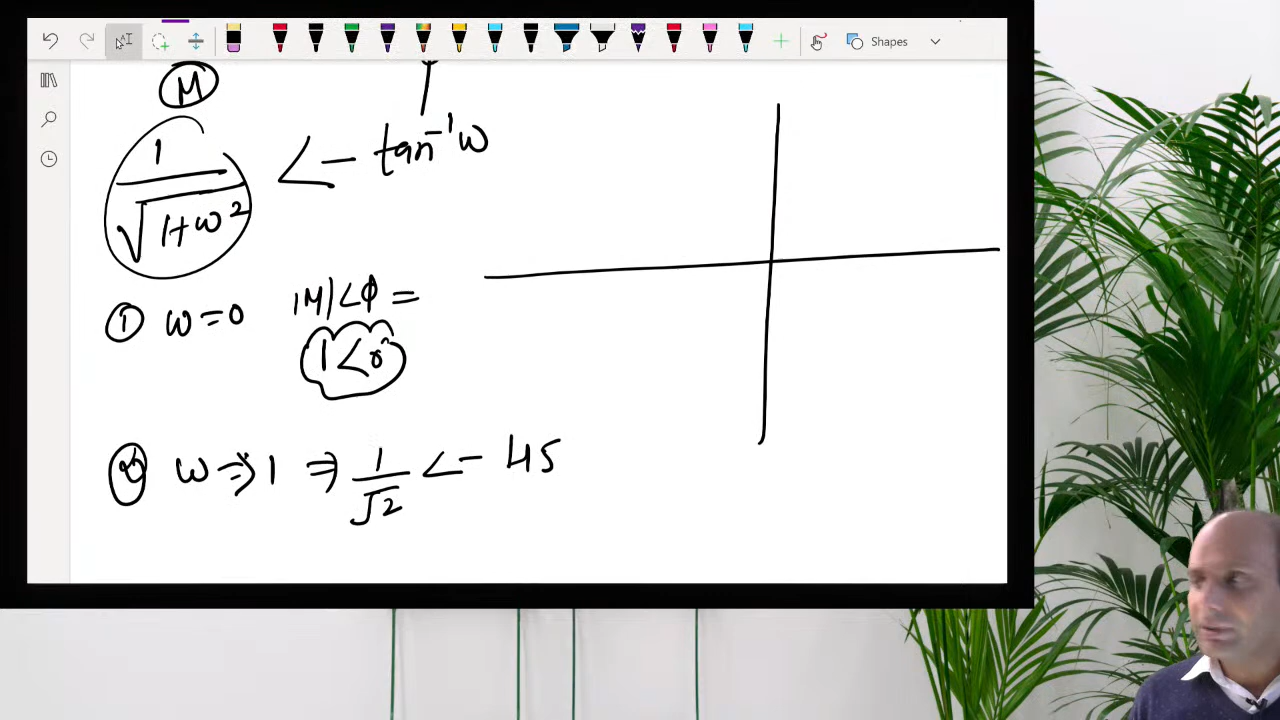 Shapes
M
1
< - tan⁻¹ω
√1+ω²
① ω=0 |M|<φ =
1<0°
② ω⇒1 ⇒ 1/√2 < - 45